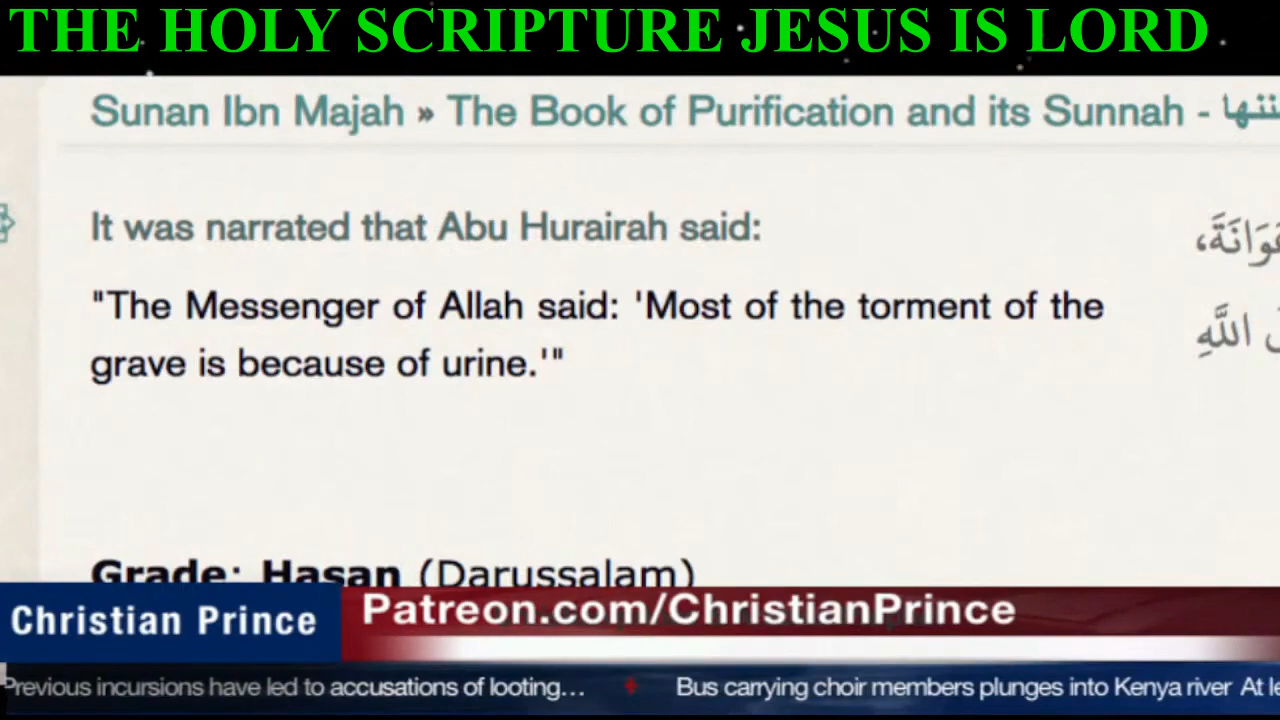 THE HOLY SCRIPTURE JESUS IS LORD
Sunan Ibn Majah » The Book of Purification and its Sunnah -
It was narrated that Abu Hurairah said:
"The Messenger of Allah said: 'Most of the torment of the
grave is because of urine.'"
اللَّهِ
Grade: Hasan (Darussalam)
Christian Prince
Patreon.com/ChristianPrince
Previous incursions have led to accusations of looting... Bus carrying choir members plunges into Kenya river At